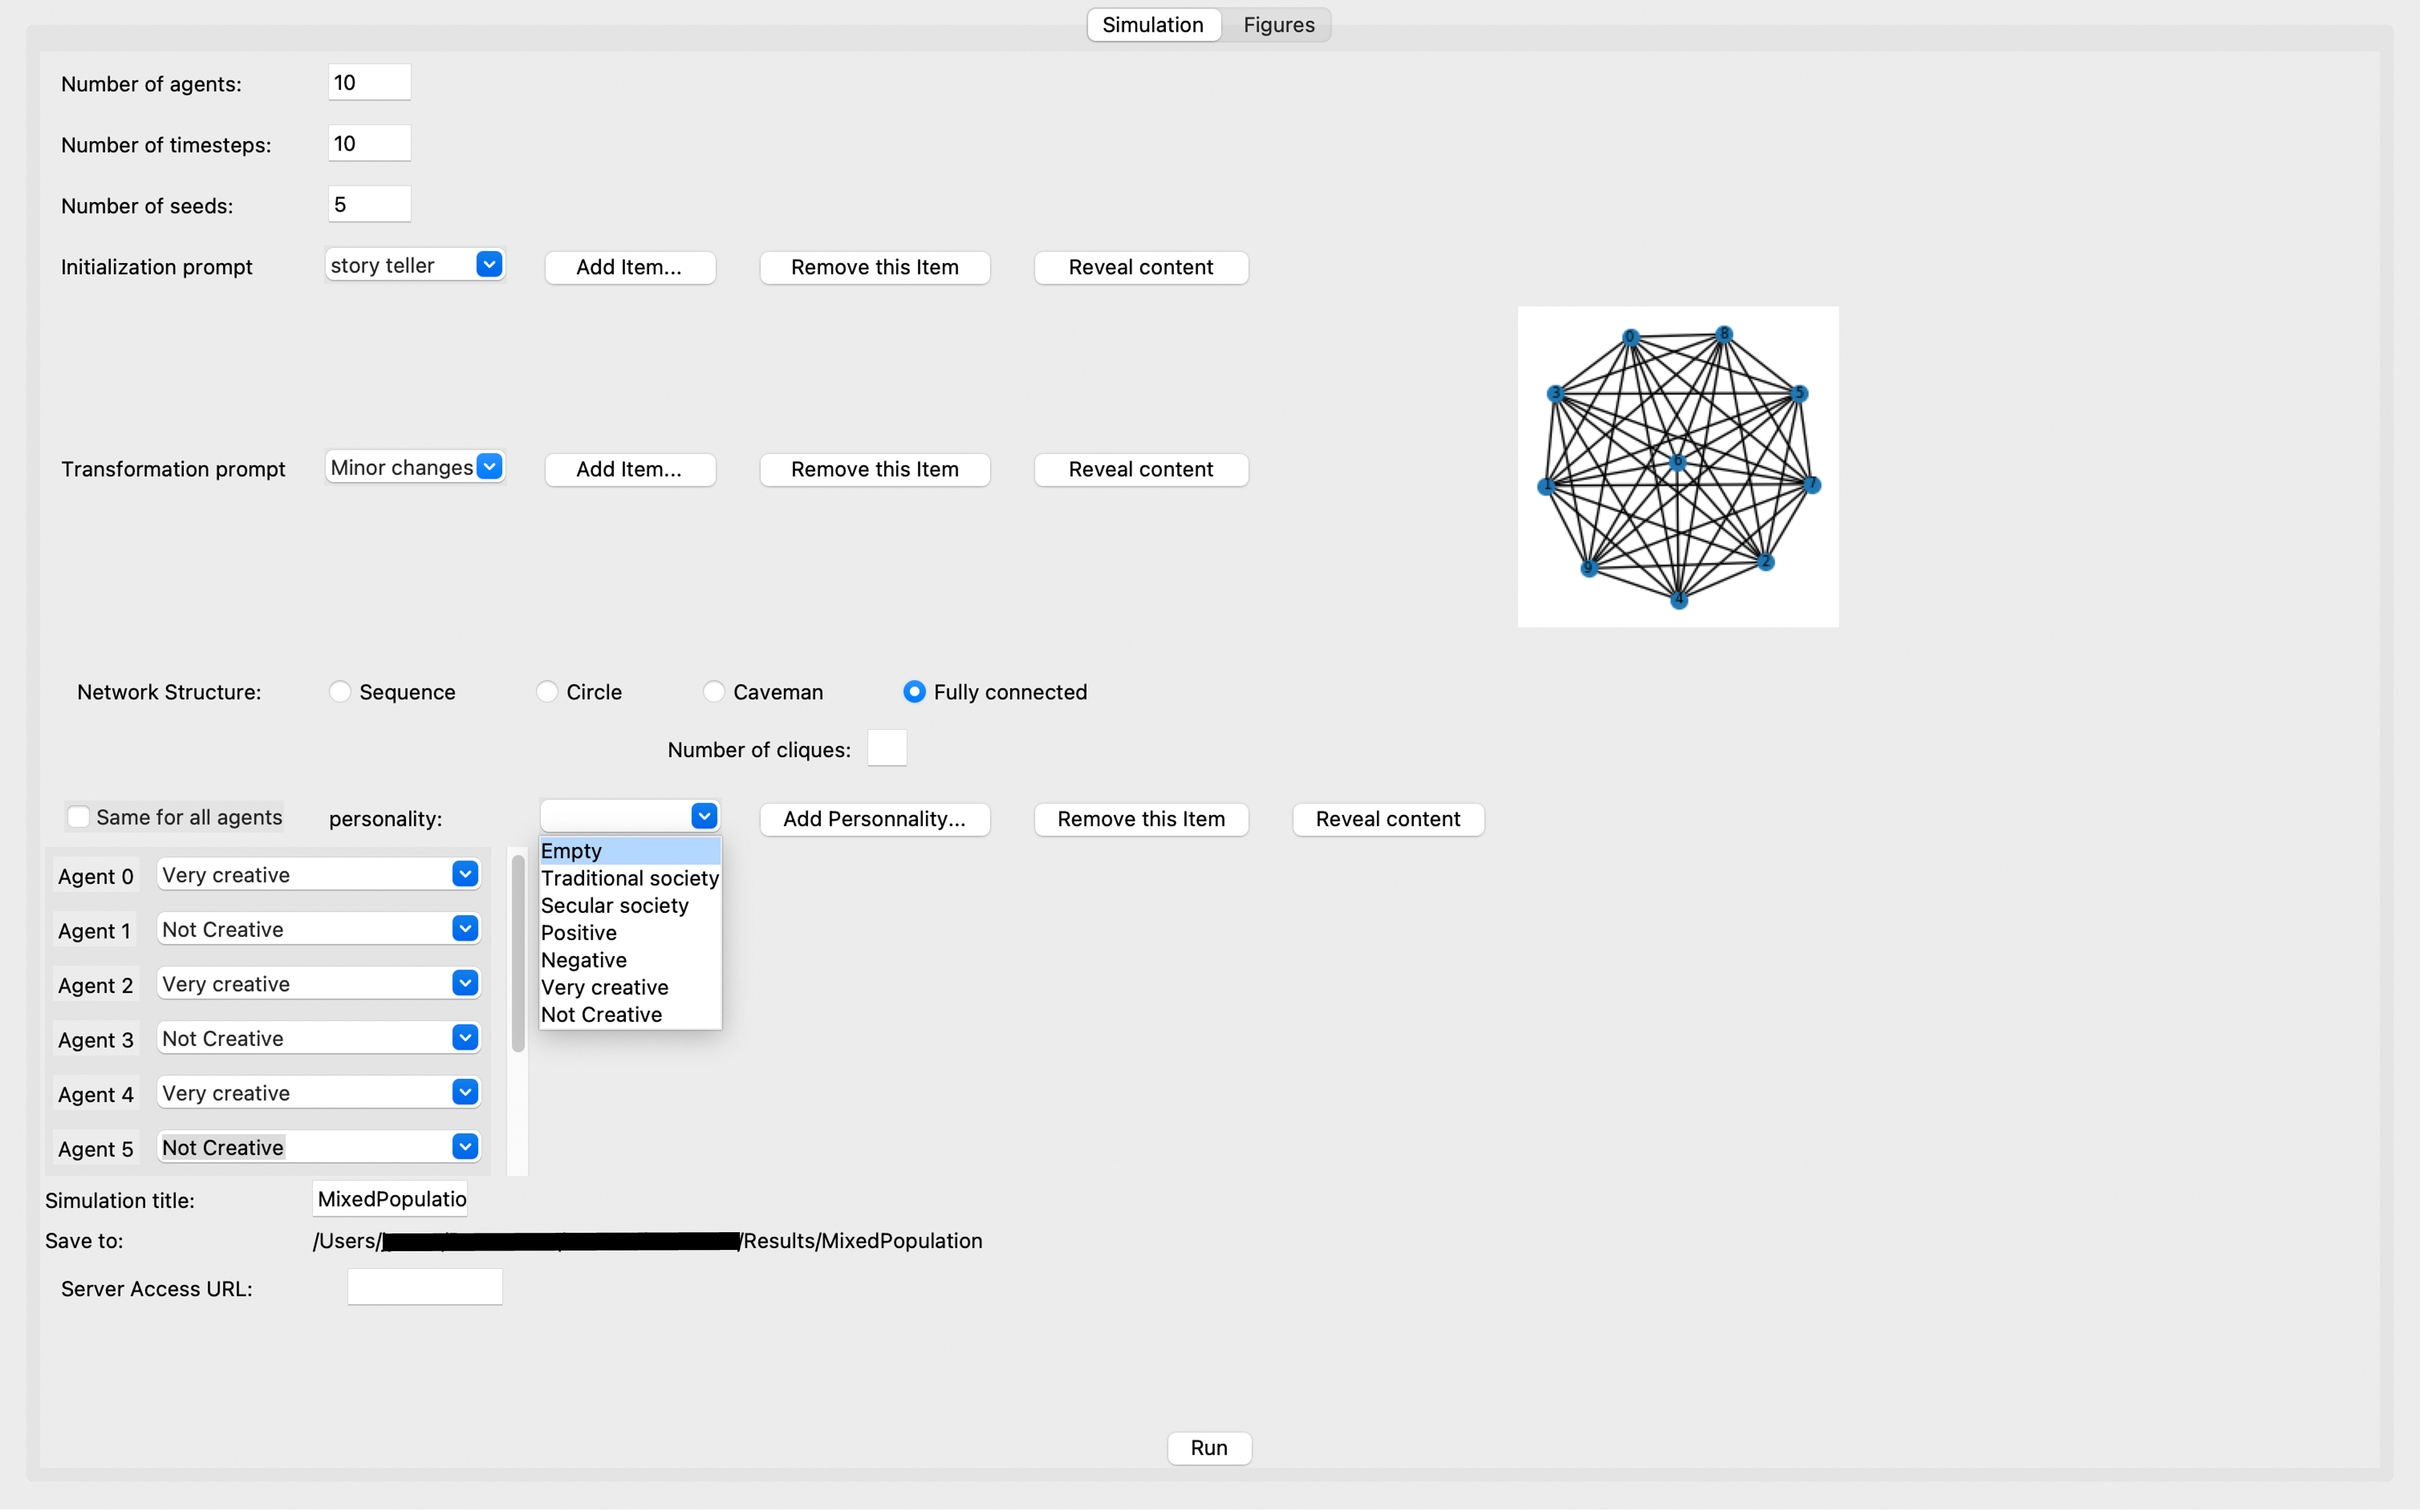 Simulation Figures
Number of agents: 10
Number of timesteps: 10
Number of seeds: 5
Initialization prompt story teller Add Item... Remove this Item Reveal content
0 8
3 5
6
1 7
9 2
4
Transformation prompt Minor changes Add Item... Remove this Item Reveal content
Network Structure: Sequence Circle Caveman Fully connected
Number of cliques:
Same for all agents personality: Add Personnality... Remove this Item Reveal content
Empty
Traditional society
Secular society
Positive
Negative
Very creative
Not Creative
Agent 0 Very creative
Agent 1 Not Creative
Agent 2 Very creative
Agent 3 Not Creative
Agent 4 Very creative
Agent 5 Not Creative
Simulation title: MixedPopulatio
Save to: /Users/ /Results/MixedPopulation
Server Access URL:
Run